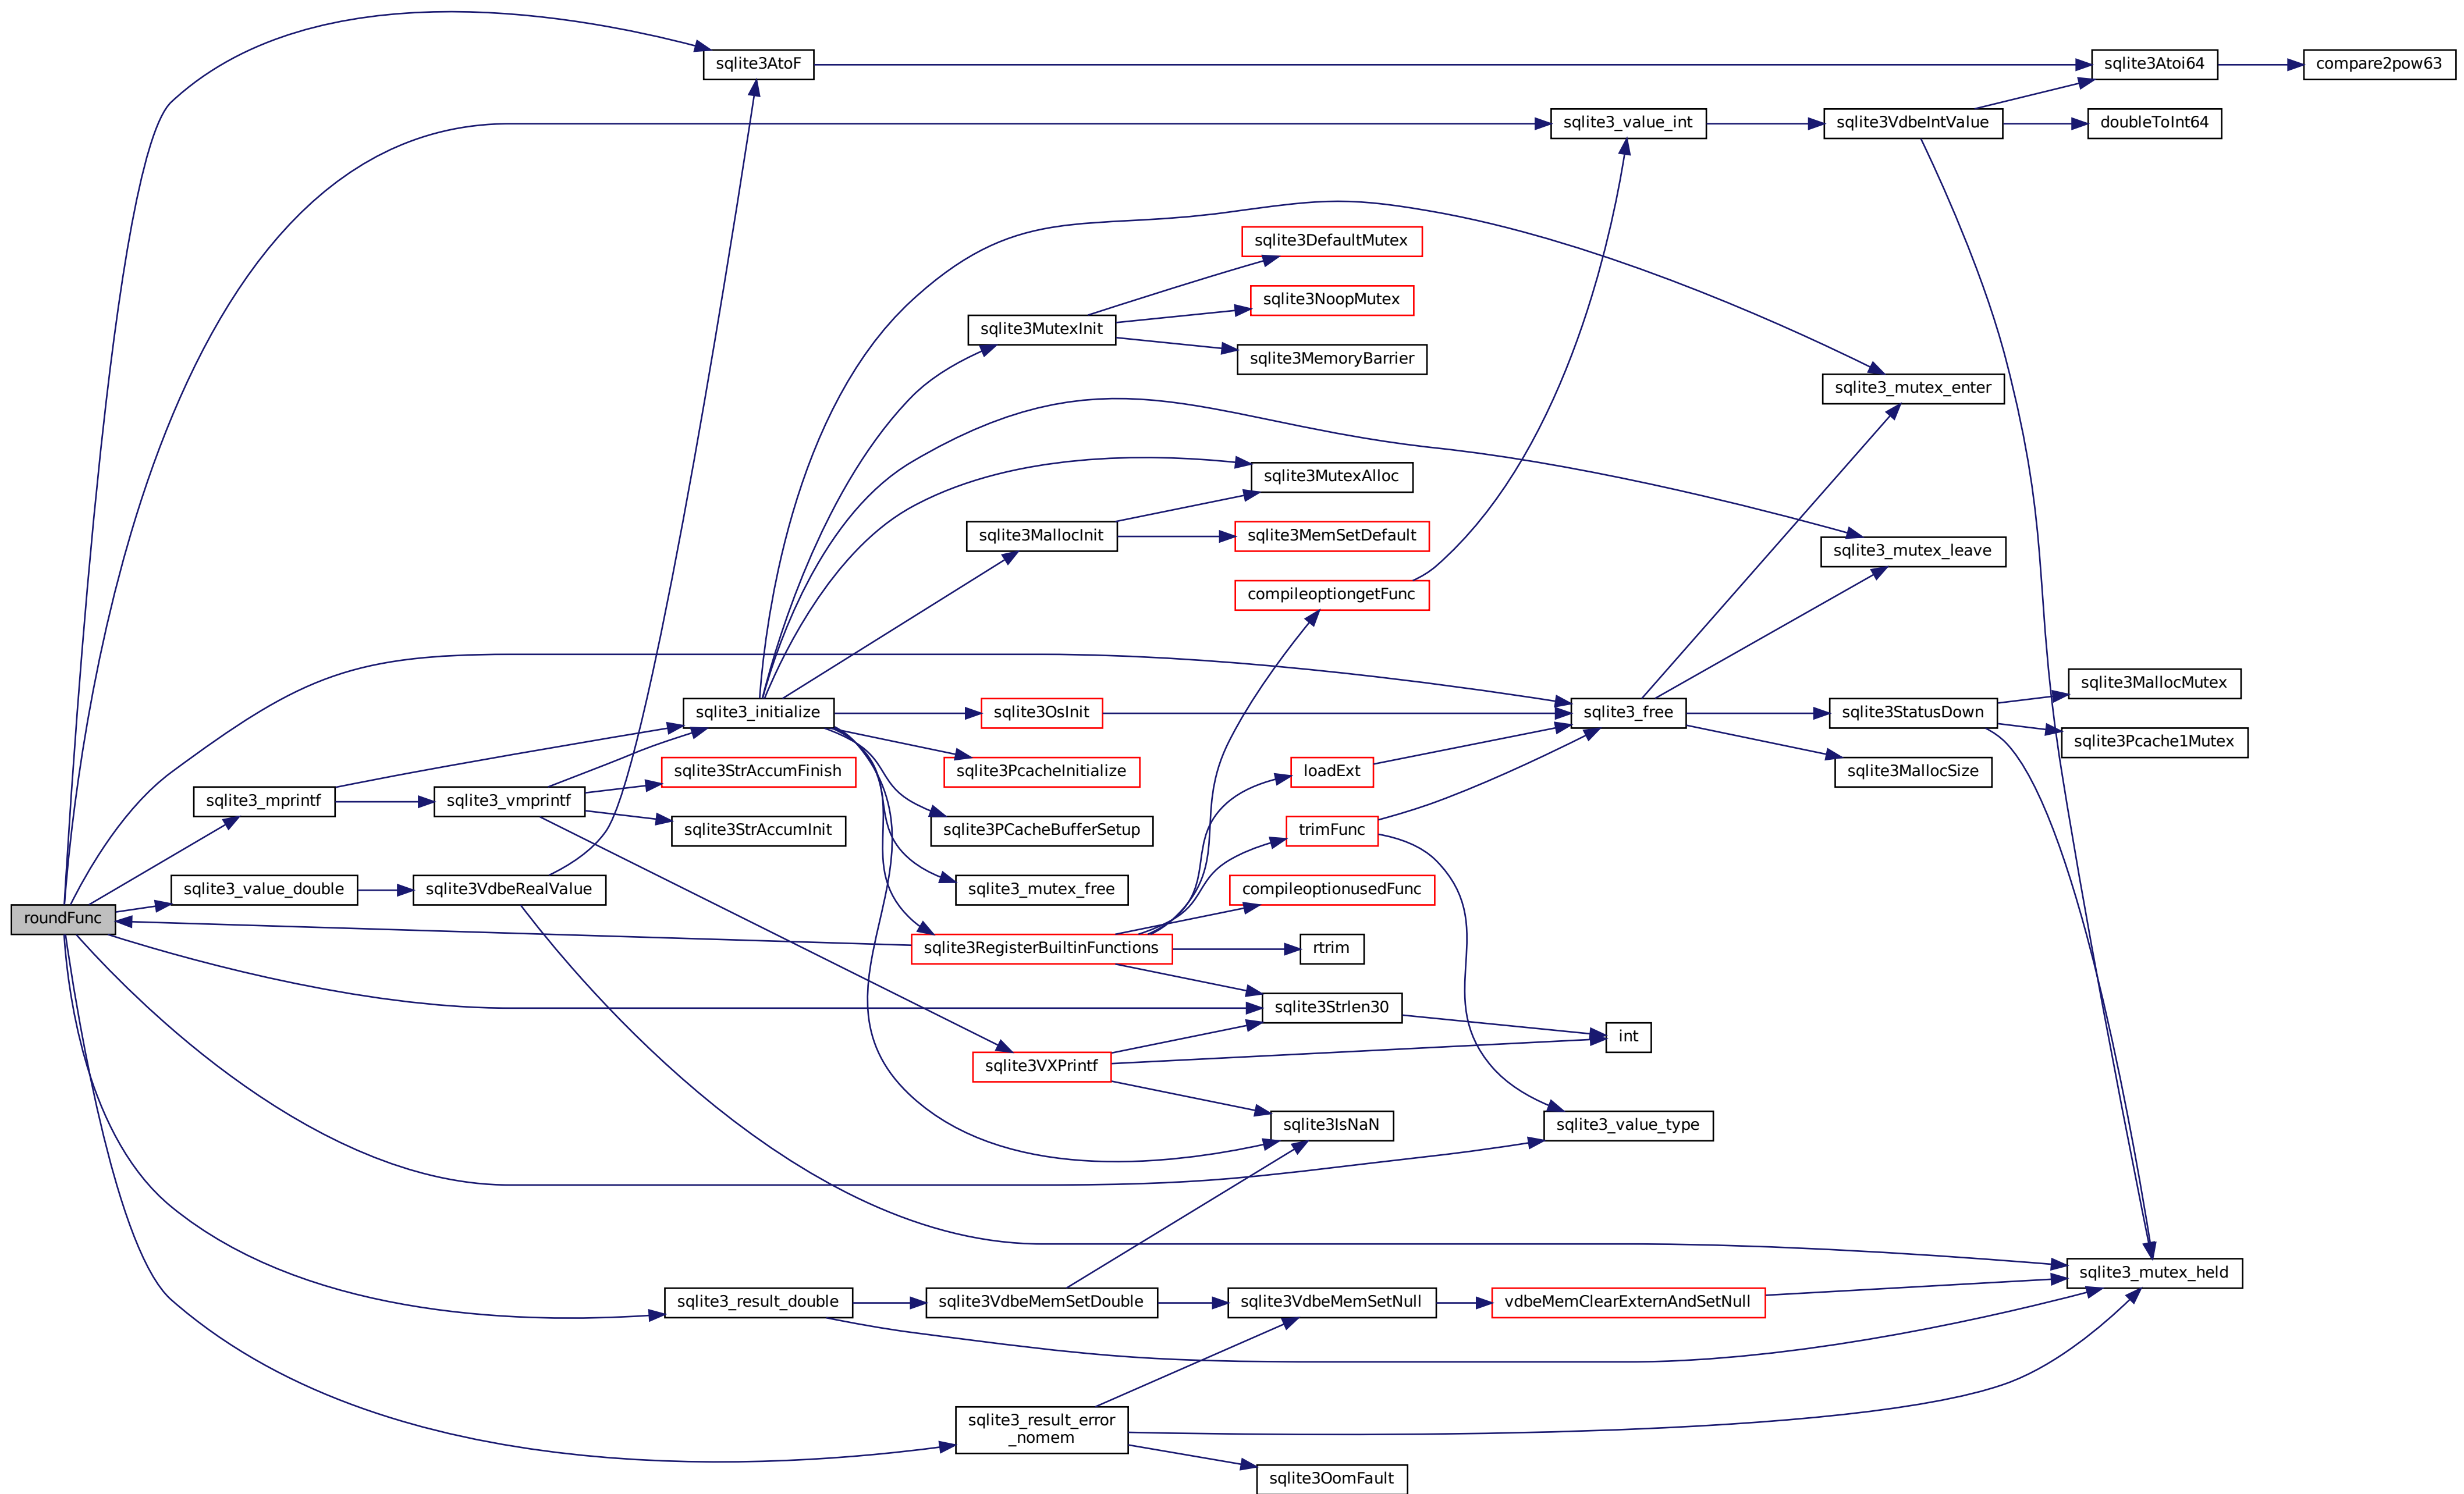 sqlite3AtoF
sqlite3Atoi64
compare2pow63
sqlite3_value_int
sqlite3VdbeIntValue
doubleToInt64
sqlite3DefaultMutex
sqlite3NoopMutex
sqlite3MutexInit
sqlite3MemoryBarrier
sqlite3_mutex_enter
sqlite3MutexAlloc
sqlite3MallocInit
sqlite3MemSetDefault
sqlite3_mutex_leave
compileoptiongetFunc
sqlite3MallocMutex
sqlite3_initialize
sqlite3OsInit
sqlite3_free
sqlite3StatusDown
sqlite3Pcache1Mutex
sqlite3StrAccumFinish
sqlite3PcacheInitialize
loadExt
sqlite3MallocSize
sqlite3_mprintf
sqlite3_vmprintf
sqlite3StrAccumInit
sqlite3PCacheBufferSetup
trimFunc
sqlite3_value_double
sqlite3VdbeRealValue
sqlite3_mutex_free
compileoptionusedFunc
roundFunc
sqlite3RegisterBuiltinFunctions
rtrim
sqlite3Strlen30
int
sqlite3VXPrintf
sqlite3IsNaN
sqlite3_value_type
sqlite3_mutex_held
sqlite3_result_double
sqlite3VdbeMemSetDouble
sqlite3VdbeMemSetNull
vdbeMemClearExternAndSetNull
sqlite3_result_error
_nomem
sqlite3OomFault